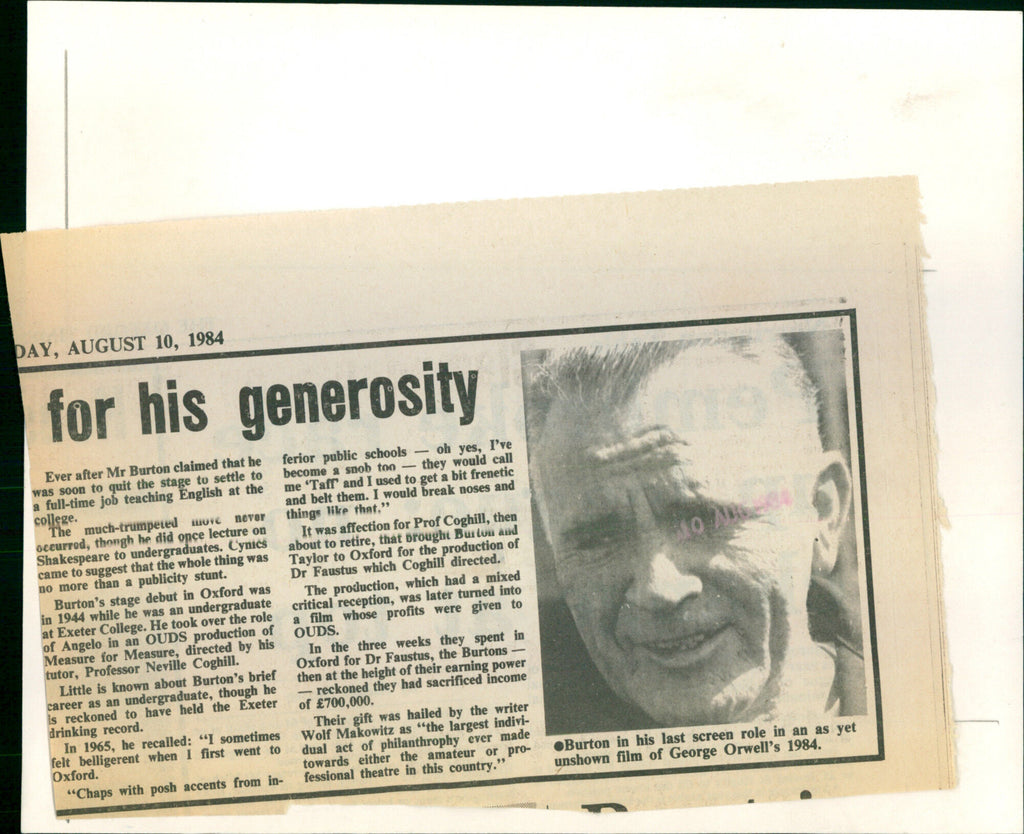 DAY, AUGUST 10, 1984
for his generosity
Ever after Mr Burton claimed that he
was soon to quit the stage to settle to
a full-time job teaching English at the
college.
The much-trumpeted move never
occurred, though he did once lecture on
Shakespeare to undergraduates. Cynics
came to suggest that the whole thing was
no more than a publicity stunt.
Burton's stage debut in Oxford was
in 1944 while he was an undergraduate
at Exeter College. He took over the role
of Angelo in an OUDS production of
Measure for Measure, directed by his
tutor, Professor Neville Coghill.
Little is known about Burton's brief
career as an undergraduate, though he
is reckoned to have held the Exeter
drinking record.
In 1965, he recalled: “I sometimes
felt belligerent when I first went to
Oxford.
“Chaps with posh accents from in-
ferior public schools — oh yes, I've
become a snob too — they would call
me ‘Taff’ and I used to get a bit frenetic
and belt them. I would break noses and
things like that.”
It was affection for Prof Coghill, then
about to retire, that brought Burton and
Taylor to Oxford for the production of
Dr Faustus which Coghill directed.
The production, which had a mixed
critical reception, was later turned into
a film whose profits were given to
OUDS.
In the three weeks they spent in
Oxford for Dr Faustus, the Burtons —
then at the height of their earning power
— reckoned they had sacrificed income
of £700,000.
Their gift was hailed by the writer
Wolf Makowitz as “the largest indivi-
dual act of philanthropy ever made
towards either the amateur or pro-
fessional theatre in this country.”
●Burton in his last screen role in an as yet
unshown film of George Orwell's 1984.